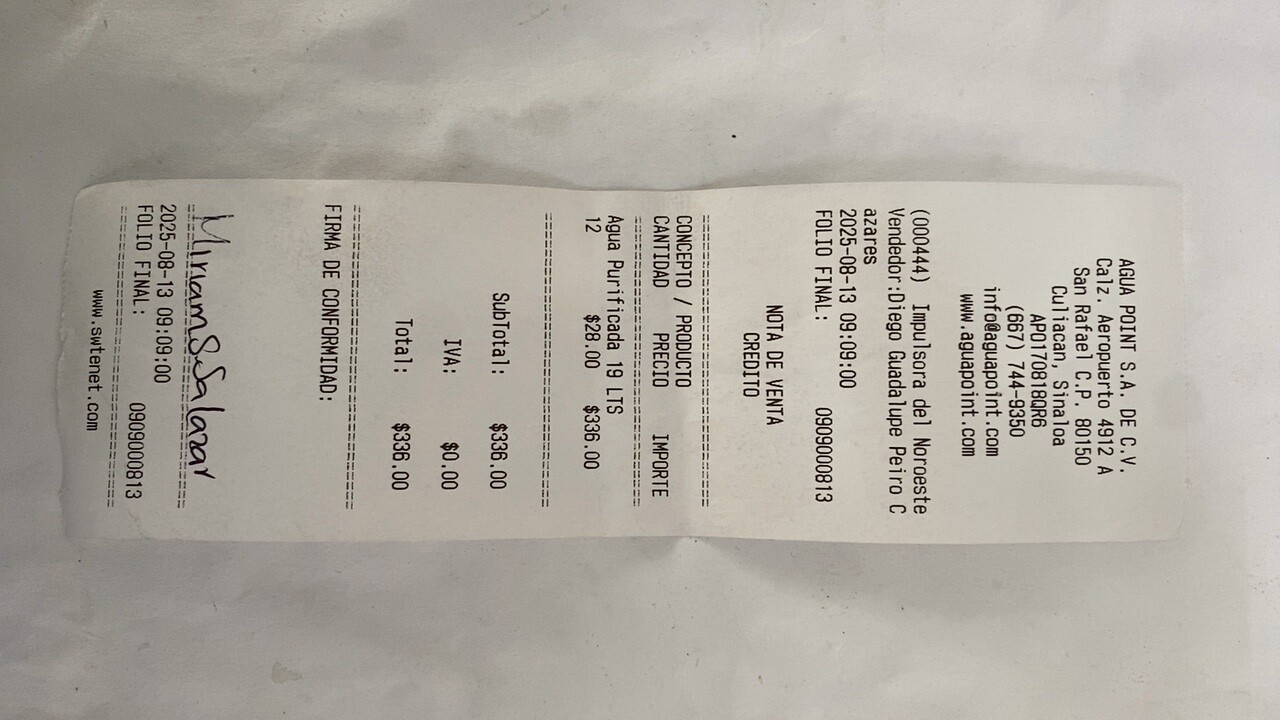 AGUA POINT S.A. DE C.V.
Calz. Aeropuerto 4912 A
San Rafael C.P. 80150
Culiacan, Sinaloa
APO170818QR6
(667) 744-9350
info@aguapoint.com
www.aguapoint.com
((000444) Impulsora del Noroeste
Vendedor:Diego Guadalupe Peiro C
azares
2025-08-13 09:09:00
FOLIO FINAL: 0909000813
NOTA DE VENTA
CREDITO
CONCEPTO / PRODUCTO
CANTIDAD PRECIO IMPORTE
Agua Purificada 19 LTS
12 $28.00 $336.00
SubTotal: $336.00
IVA: $0.00
Total: $336.00
FIRMA DE CONFORMIDAD:
Miriam S. Salazar
2025-08-13 09:09:00
FOLIO FINAL: 0909000813
www.swtenet.com